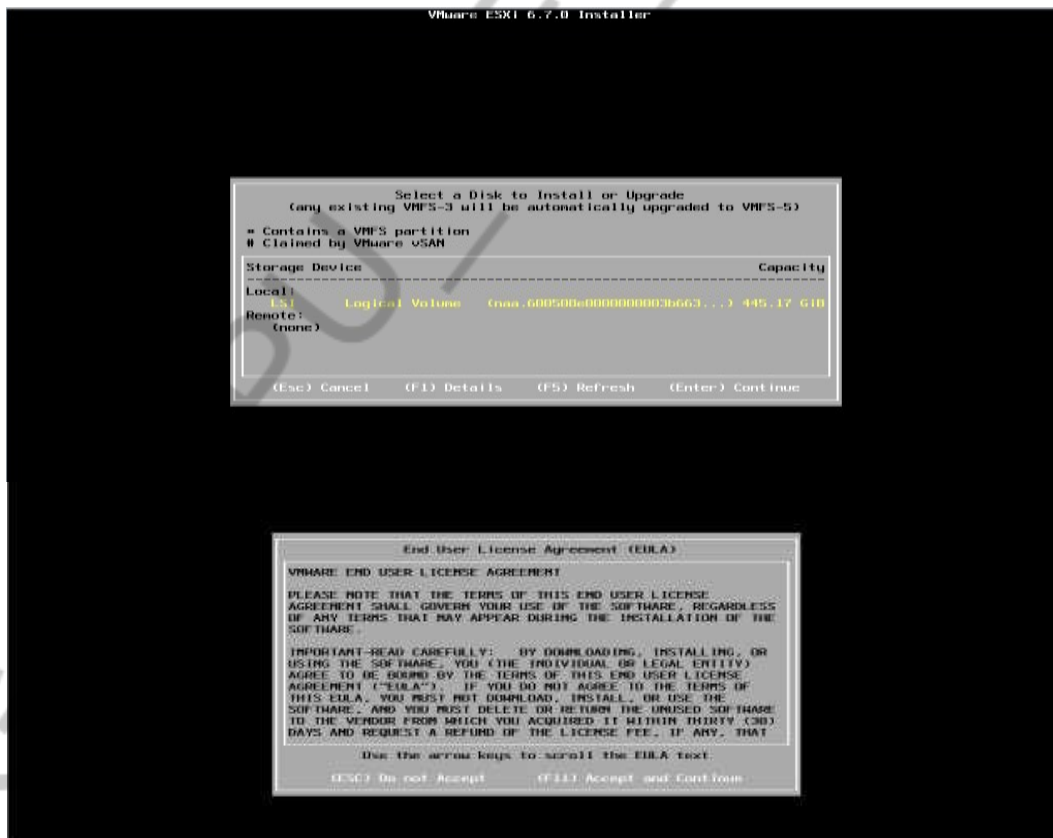 VMware ESXi 6.7.0 Installer
Select a Disk to Install or Upgrade
(any existing VMFS-3 will be automatically upgraded to VMFS-5)
* Contains a VMFS partition
# Claimed by VMware vSAN
Storage Device Capacity
Local:
LSI Logical Volume (naa.600508e0000000003b663...) 445.17 GiB
Remote:
(none)
(Esc) Cancel (F1) Details (F5) Refresh (Enter) Continue
End User License Agreement (EULA)
VMWARE END USER LICENSE AGREEMENT
PLEASE NOTE THAT THE TERMS OF THIS END USER LICENSE
AGREEMENT SHALL GOVERN YOUR USE OF THE SOFTWARE, REGARDLESS
OF ANY TERMS THAT MAY APPEAR DURING THE INSTALLATION OF THE
SOFTWARE.
IMPORTANT-READ CAREFULLY: BY DOWNLOADING, INSTALLING, OR
USING THE SOFTWARE, YOU (THE INDIVIDUAL OR LEGAL ENTITY)
AGREE TO BE BOUND BY THE TERMS OF THIS END USER LICENSE
AGREEMENT ("EULA"). IF YOU DO NOT AGREE TO THE TERMS OF
THIS EULA, YOU MUST NOT DOWNLOAD, INSTALL, OR USE THE
SOFTWARE, AND YOU MUST DELETE OR RETURN THE UNUSED SOFTWARE
TO THE VENDOR FROM WHICH YOU ACQUIRED IT WITHIN THIRTY (30)
DAYS AND REQUEST A REFUND OF THE LICENSE FEE, IF ANY, THAT
Use the arrow keys to scroll the EULA text
(ESC) Do not Accept (F11) Accept and Continue